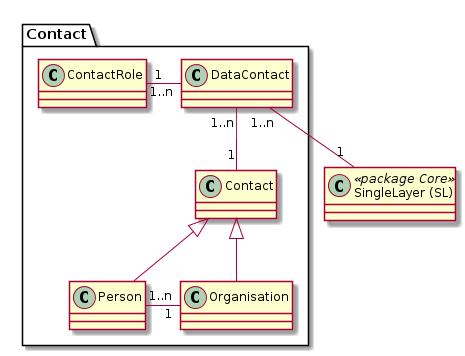 Contact
C ContactRole
1
1..n
C DataContact
1..n
1..n
1
1
C Contact
«package Core»
C SingleLayer (SL)
C Person
1..n
1
C Organisation